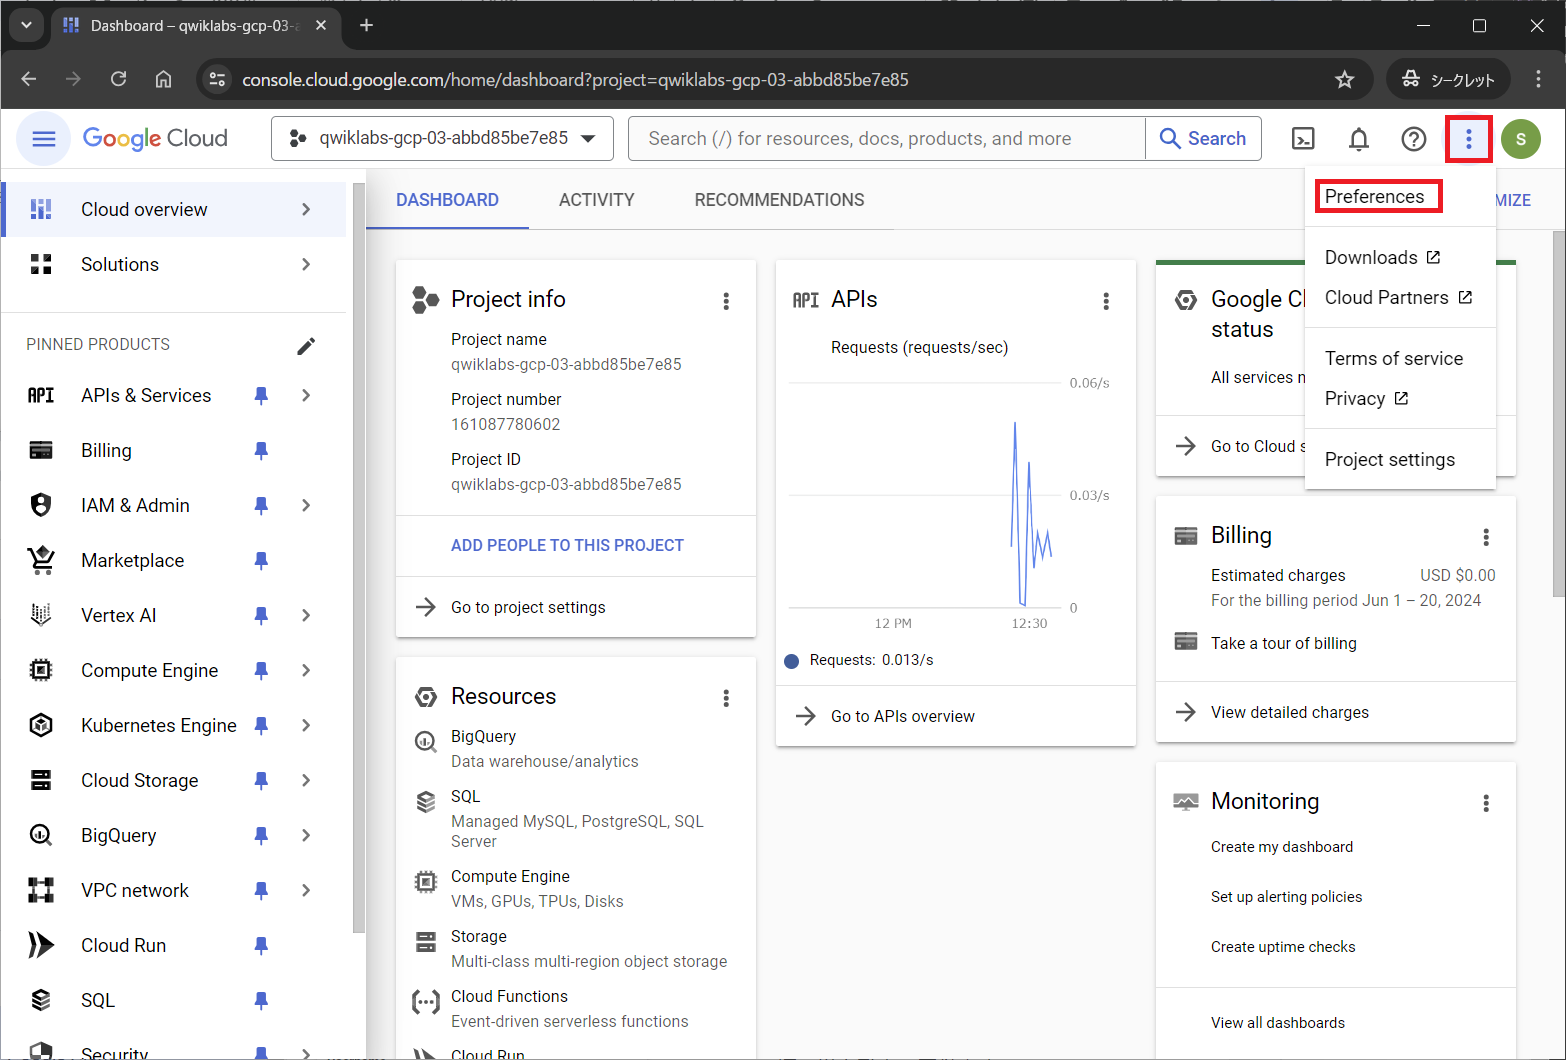 Dashboard – qwiklabs-gcp-03-a
console.cloud.google.com/home/dashboard?project=qwiklabs-gcp-03-abbd85be7e85
シークレット
Google Cloud
qwiklabs-gcp-03-abbd85be7e85
Search (/) for resources, docs, products, and more
Search
S
Cloud overview
Solutions
PINNED PRODUCTS
API APIs & Services
Billing
IAM & Admin
Marketplace
Vertex AI
Compute Engine
Kubernetes Engine
Cloud Storage
BigQuery
VPC network
Cloud Run
SQL
Security
DASHBOARD
ACTIVITY
RECOMMENDATIONS
MIZE
Preferences
Downloads
Cloud Partners
Terms of service
Privacy
Project settings
Project info
Project name
qwiklabs-gcp-03-abbd85be7e85
Project number
161087780602
Project ID
qwiklabs-gcp-03-abbd85be7e85
ADD PEOPLE TO THIS PROJECT
Go to project settings
Resources
BigQuery
Data warehouse/analytics
SQL
Managed MySQL, PostgreSQL, SQL
Server
Compute Engine
VMs, GPUs, TPUs, Disks
Storage
Multi-class multi-region object storage
Cloud Functions
Event-driven serverless functions
Cloud Run
API APIs
Requests (requests/sec)
0.06/s
0.03/s
0
12 PM
12:30
Requests: 0.013/s
Go to APIs overview
Google Cl
status
All services n
Go to Cloud s
Billing
Estimated charges
USD $0.00
For the billing period Jun 1 – 20, 2024
Take a tour of billing
View detailed charges
Monitoring
Create my dashboard
Set up alerting policies
Create uptime checks
View all dashboards